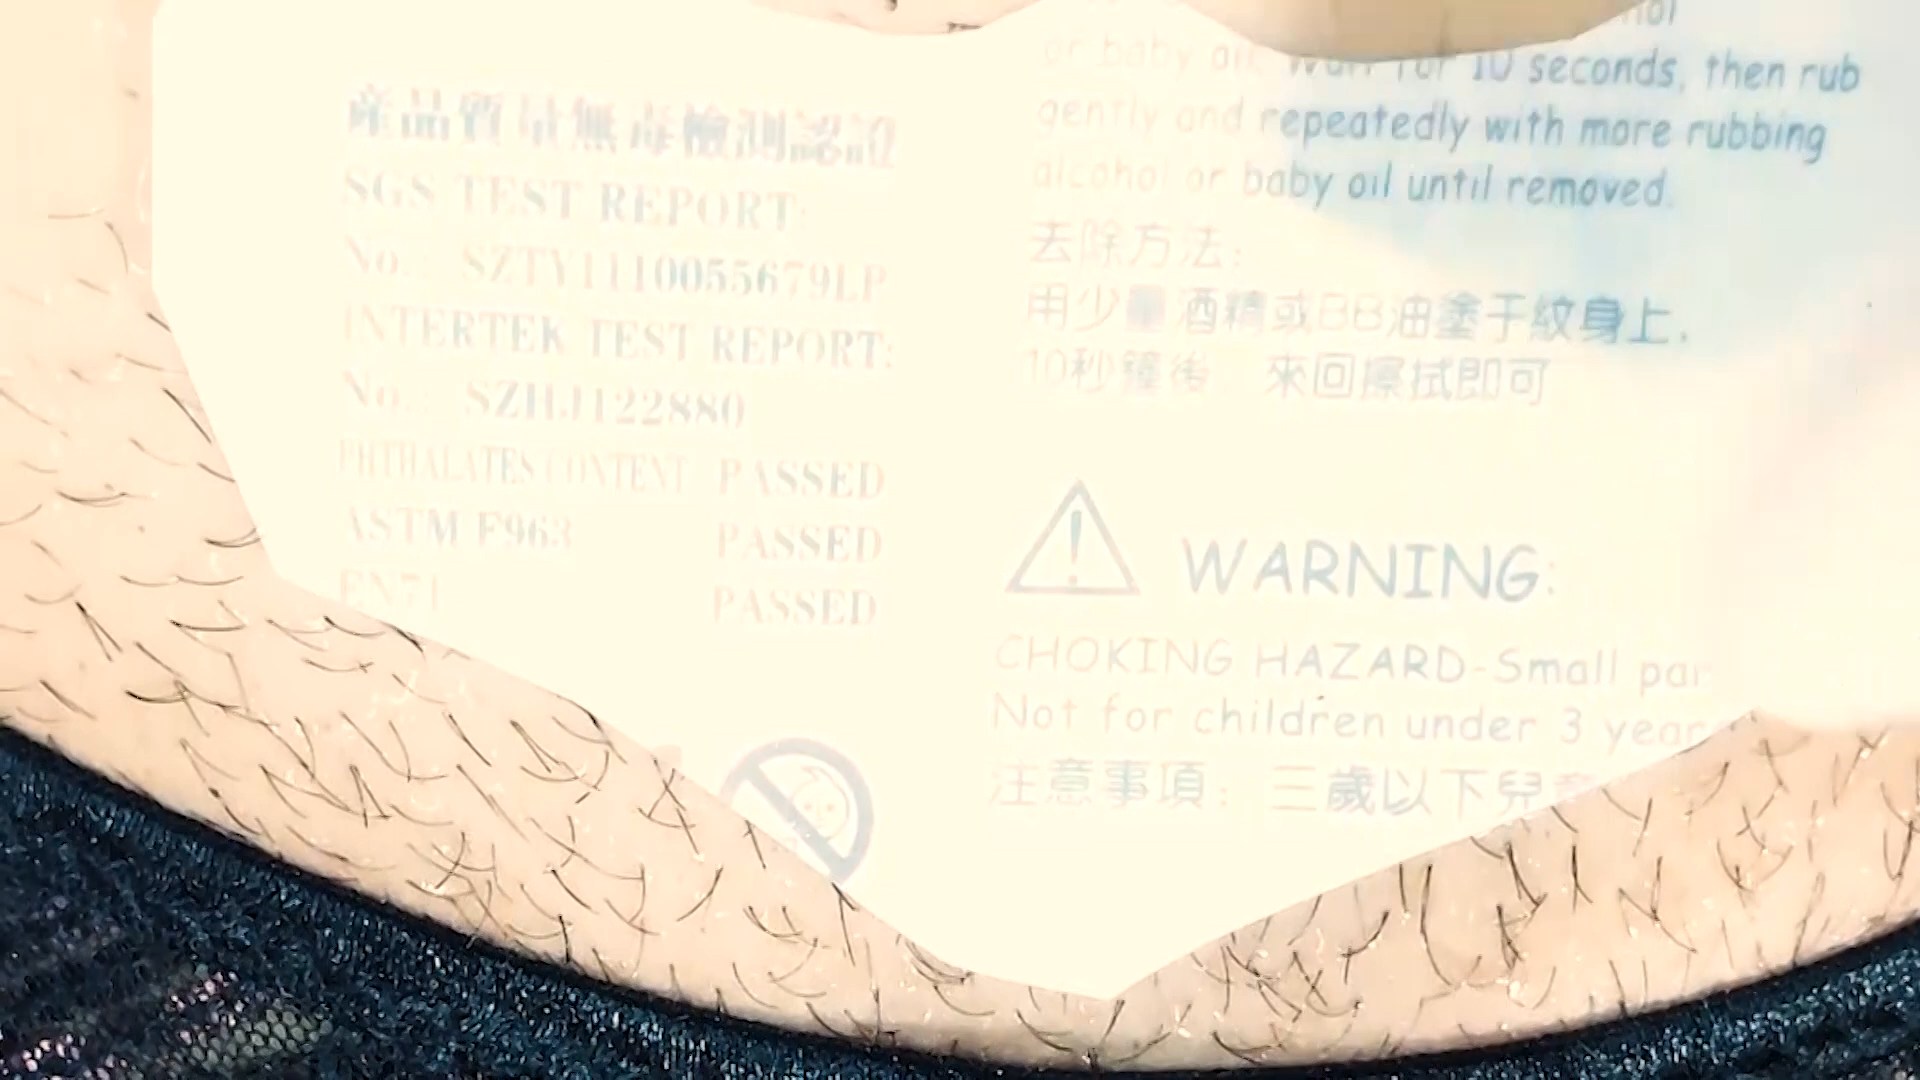 産品質量無毒檢測認證
SGS TEST REPORT:
No.: SZTY1110055679LP
INTERTEK TEST REPORT:
No.: SZHJ122880
PHTHALATES CONTENT PASSED
ASTM F963 PASSED
EN71 PASSED
or baby oil. Wait for 10 seconds, then rub
gently and repeatedly with more rubbing
alcohol or baby oil until removed.
去除方法:
用少量酒精或BB油塗于紋身上,
10秒鐘後 來回擦拭即可
WARNING:
CHOKING HAZARD-Small par
Not for children under 3 year
注意事項: 三歲以下兒